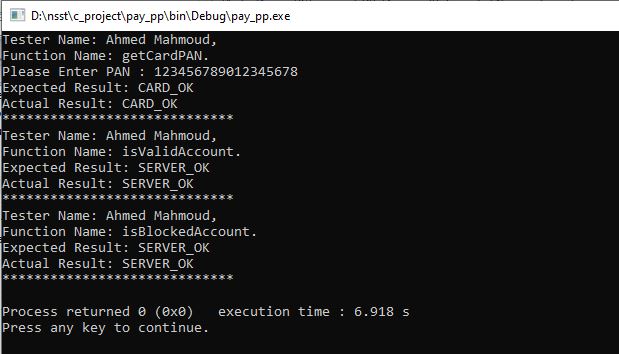 D:\nsst\c_project\pay_pp\bin\Debug\pay_pp.exe
Tester Name: Ahmed Mahmoud,
Function Name: getCardPAN.
Please Enter PAN : 123456789012345678
Expected Result: CARD_OK
Actual Result: CARD_OK
*****************************
Tester Name: Ahmed Mahmoud,
Function Name: isValidAccount.
Expected Result: SERVER_OK
Actual Result: SERVER_OK
*****************************
Tester Name: Ahmed Mahmoud,
Function Name: isBlockedAccount.
Expected Result: SERVER_OK
Actual Result: SERVER_OK
*****************************
Process returned 0 (0x0)   execution time : 6.918 s
Press any key to continue.